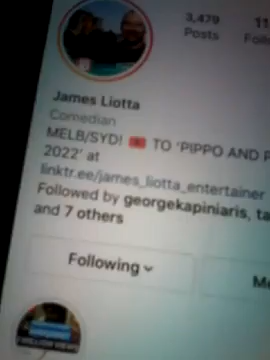 3,479
Posts
James Liotta
Comedian
MELB/SYD! 🎟 TO 'PIPPO AND P
2022' at
linktr.ee/james_liotta_entertainer
Followed by georgekapiniaris, ta
and 7 others
Following